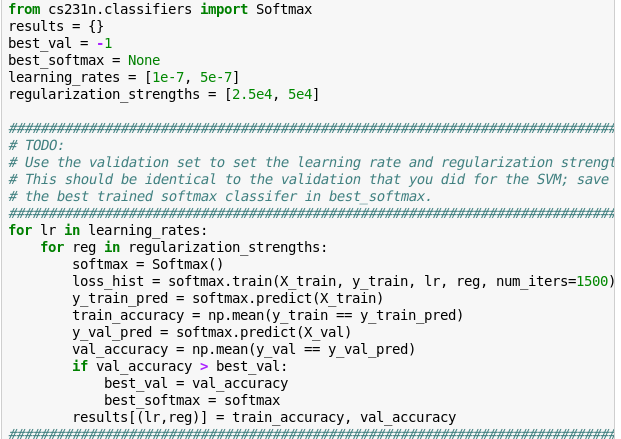 from cs231n.classifiers import Softmax
results = {}
best_val = -1
best_softmax = None
learning_rates = [1e-7, 5e-7]
regularization_strengths = [2.5e4, 5e4]
################################################################################
# TODO:
# Use the validation set to set the learning rate and regularization strengt
# This should be identical to the validation that you did for the SVM; save
# the best trained softmax classifer in best_softmax.
################################################################################
for lr in learning_rates:
    for reg in regularization_strengths:
        softmax = Softmax()
        loss_hist = softmax.train(X_train, y_train, lr, reg, num_iters=1500)
        y_train_pred = softmax.predict(X_train)
        train_accuracy = np.mean(y_train == y_train_pred)
        y_val_pred = softmax.predict(X_val)
        val_accuracy = np.mean(y_val == y_val_pred)
        if val_accuracy > best_val:
            best_val = val_accuracy
            best_softmax = softmax
        results[(lr,reg)] = train_accuracy, val_accuracy
################################################################################